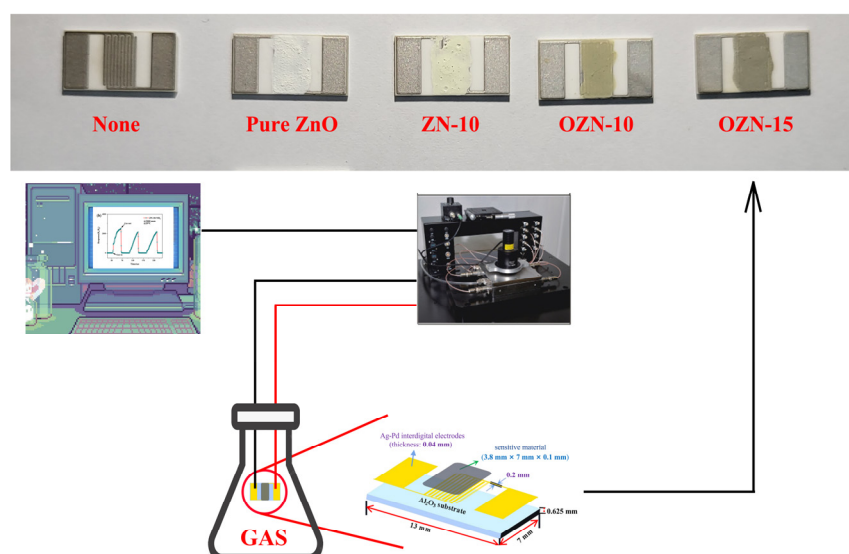 None
Pure ZnO
ZN-10
OZN-10
OZN-15
Ag-Pd interdigital electrodes
(thickness: 0.04 mm)
sensitive matertal
(3.8 mm × 7 mm × 0.1 mm)
0.2 mm
Al₂O₃ substrate
0.625 mm
13 mm
7 mm
GAS